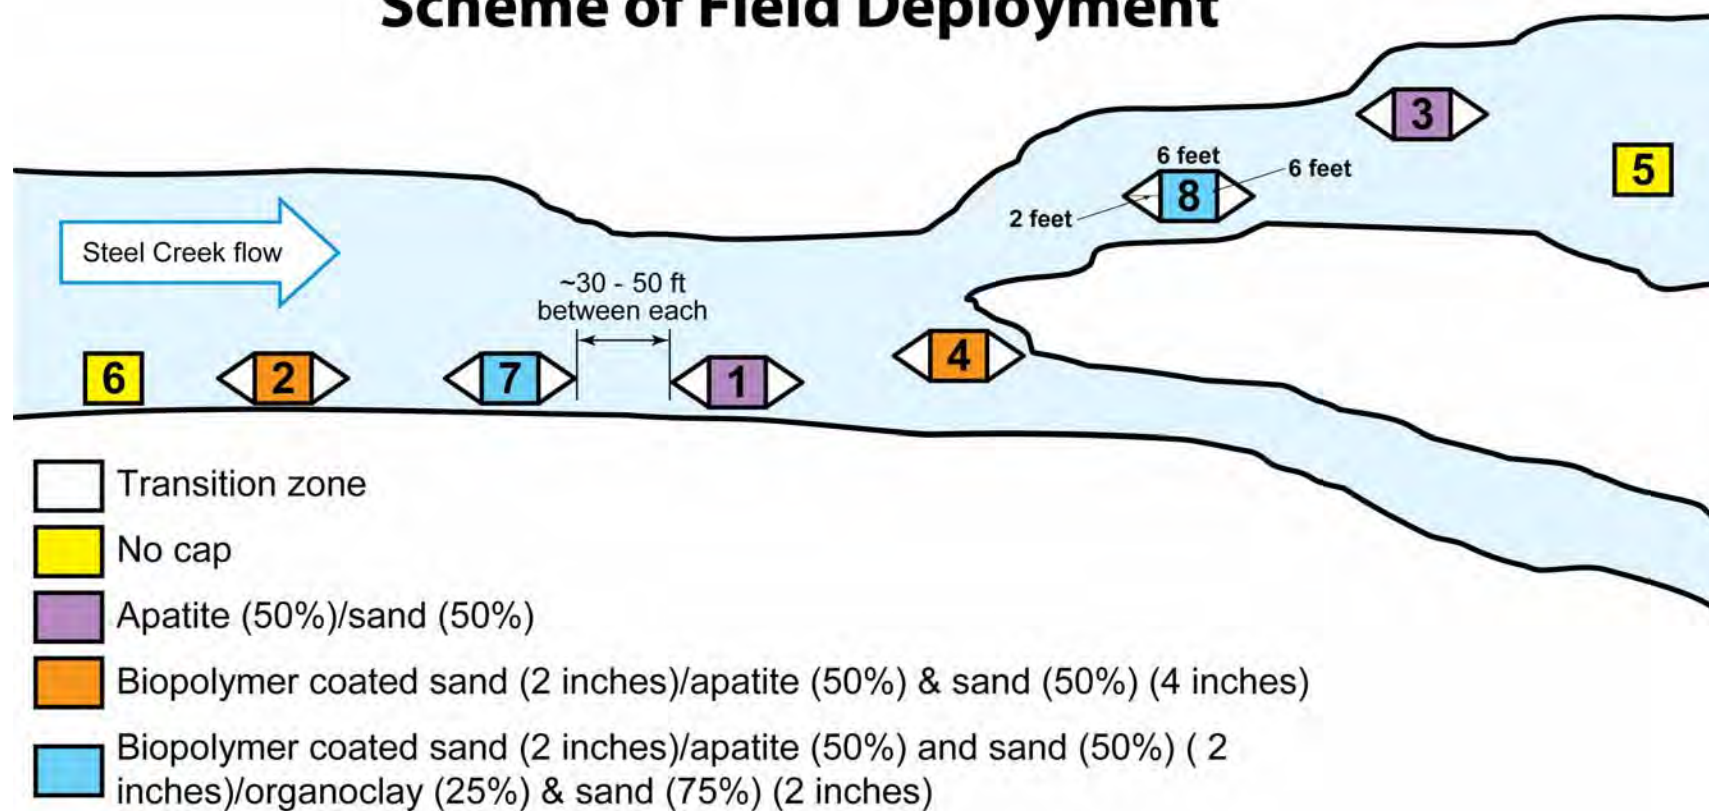 Scheme of Field Deployment
3
6 feet
5
6 feet
8
2 feet
Steel Creek flow
~30 - 50 ft
between each
6
2
7
1
4
Transition zone
No cap
Apatite (50%)/sand (50%)
Biopolymer coated sand (2 inches)/apatite (50%) & sand (50%) (4 inches)
Biopolymer coated sand (2 inches)/apatite (50%) and sand (50%) ( 2
inches)/organoclay (25%) & sand (75%) (2 inches)